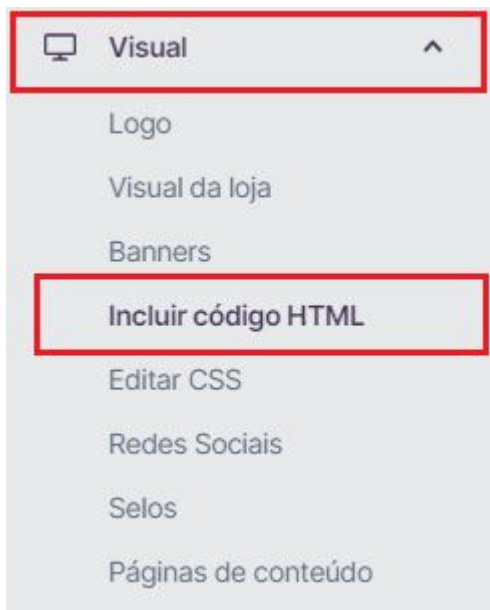 Visual
Logo
Visual da loja
Banners
Incluir código HTML
Editar CSS
Redes Sociais
Selos
Páginas de conteúdo